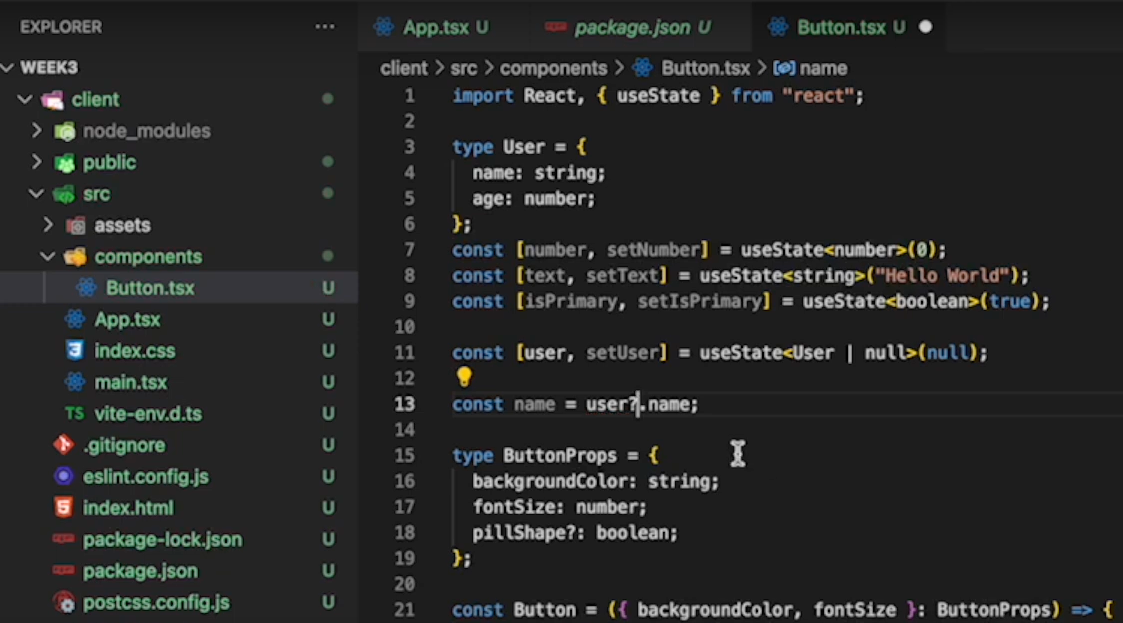 EXPLORER ...
WEEK3
client
node_modules
public
src
assets
components
Button.tsx U
App.tsx U
index.css U
main.tsx U
TS vite-env.d.ts U
.gitignore U
eslint.config.js U
index.html U
package-lock.json U
package.json U
postcss.config.js U
App.tsx U
package.json U
Button.tsx U
client > src > components > Button.tsx > name
1 import React, { useState } from "react";
2
3 type User = {
4 name: string;
5 age: number;
6 };
7 const [number, setNumber] = useState<number>(0);
8 const [text, setText] = useState<string>("Hello World");
9 const [isPrimary, setIsPrimary] = useState<boolean>(true);
10
11 const [user, setUser] = useState<User | null>(null);
12
13 const name = user?.name;
14
15 type ButtonProps = {
16 backgroundColor: string;
17 fontSize: number;
18 pillShape?: boolean;
19 };
20
21 const Button = ({ backgroundColor, fontSize }: ButtonProps) => {